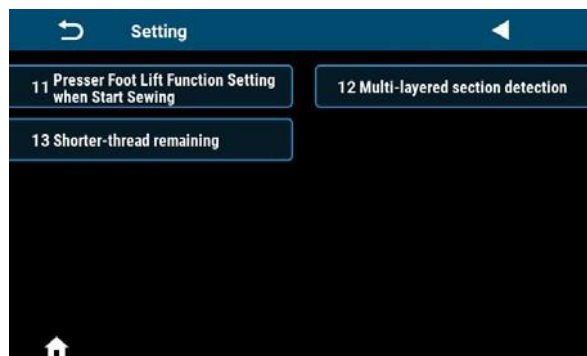 Setting
11 Presser Foot Lift Function Setting
when Start Sewing
12 Multi-layered section detection
13 Shorter-thread remaining